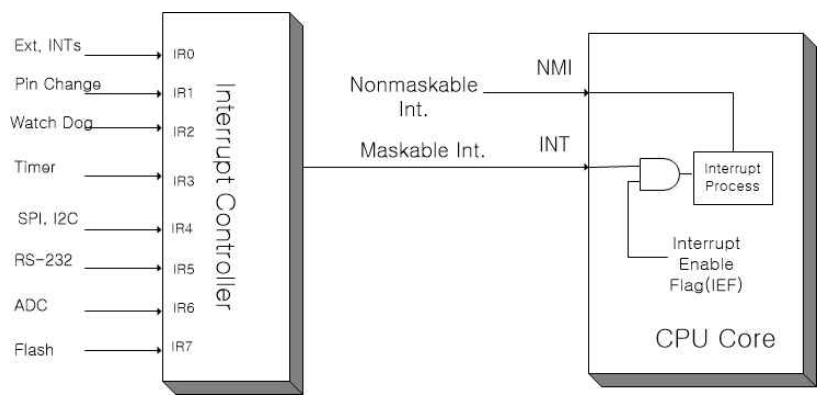 Ext. INTs
IR0
Pin Change
IR1
Watch Dog
IR2
Timer
IR3
SPI, I2C
IR4
RS-232
IR5
ADC
IR6
Flash
IR7
Interrupt Controller
Nonmaskable
Int.
NMI
Maskable Int.
INT
Interrupt
Process
Interrupt
Enable
Flag(IEF)
CPU Core